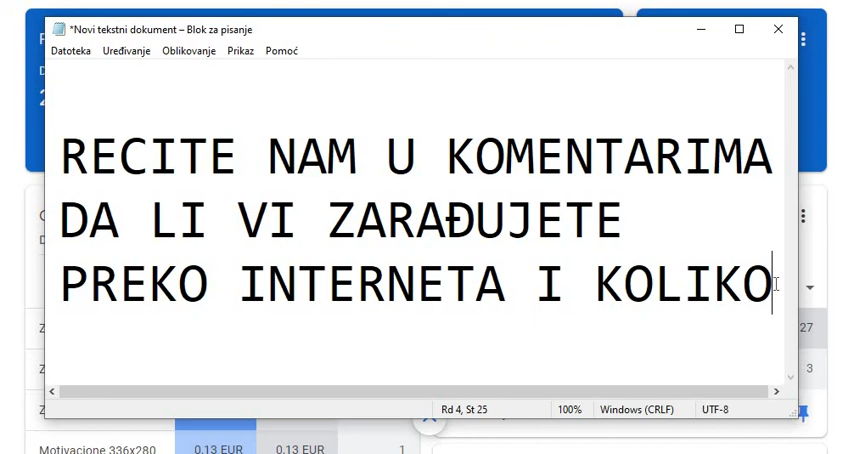 *Novi tekstni dokument – Blok za pisanje
Datoteka Uređivanje Oblikovanje Prikaz Pomoć
RECITE NAM U KOMENTARIMA
DA LI VI ZARAĐUJETE
PREKO INTERNETA I KOLIKO
27
3
Rd 4, St 25 100% Windows (CRLF) UTF-8
Motivacione 336x280 0,13 EUR 0,13 EUR 1